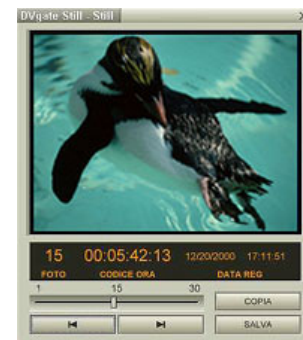 DVgate Still - Still
15 00:05:42:13 12/20/2000 17:11:51
FOTO CODICE ORA DATA REG
1 15 30
COPIA
SALVA